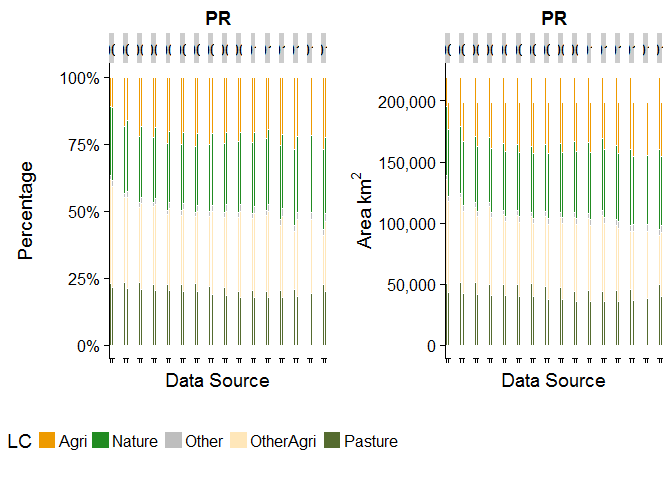 PR
100%
75%
50%
25%
0%
Percentage
Data Source
PR
200,000
150,000
100,000
50,000
0
Area km²
Data Source
LC Agri Nature Other OtherAgri Pasture